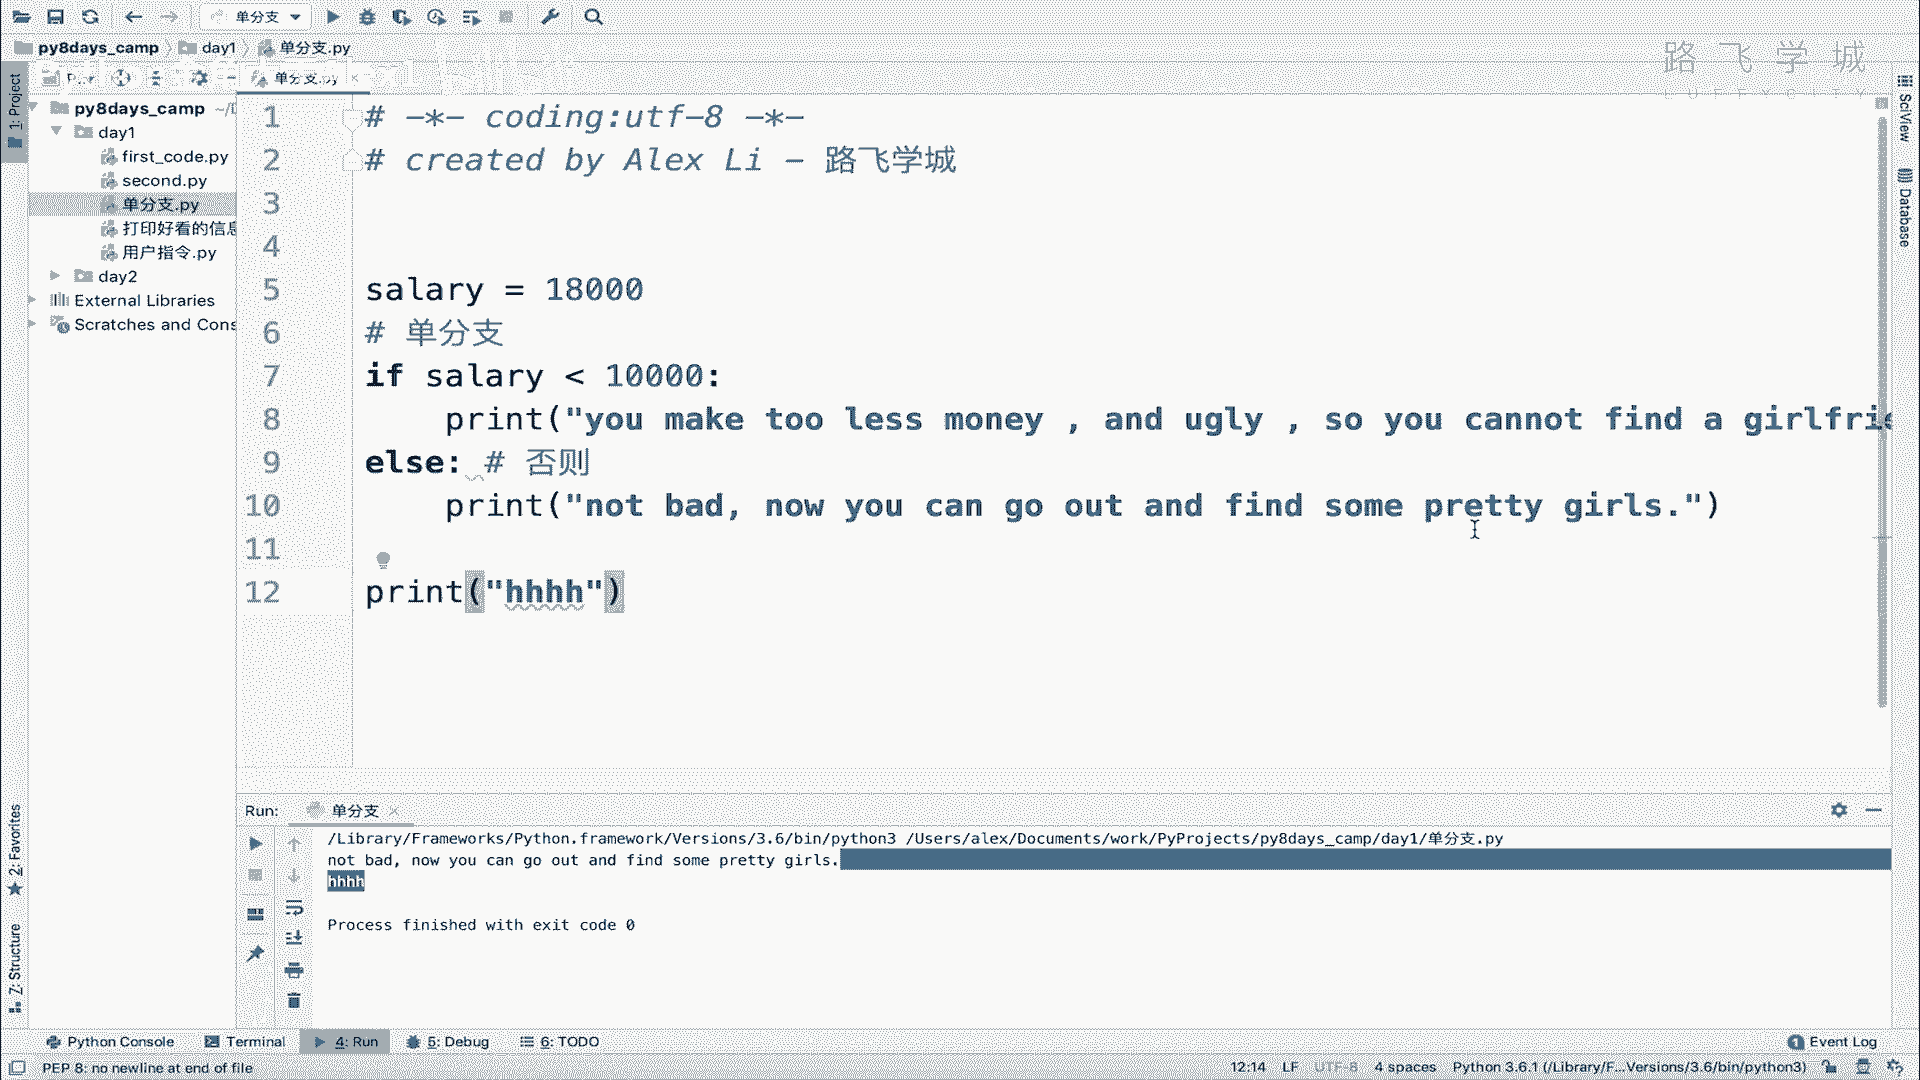 单分支
py8days_camp day1 单分支.py
路 飞 学 城
LUFFYCITY
单分支.py
1: Project
py8days_camp
day1
first_code.py
second.py
单分支.py
打印好看的信息
用户指令.py
day2
External Libraries
Scratches and Cons
1 # -*- coding:utf-8 -*-
2 # created by Alex Li - 路飞学城
3
4
5 salary = 18000
6 # 单分支
7 if salary < 10000:
8 print("you make too less money , and ugly , so you cannot find a girlfrie
9 else: # 否则
10 print("not bad, now you can go out and find some pretty girls.")
11
12 print("hhhh")
SciView
Database
2: Favorites
7: Structure
Run: 单分支
/Library/Frameworks/Python.framework/Versions/3.6/bin/python3 /Users/alex/Documents/work/PyProjects/py8days_camp/day1/单分支.py
not bad, now you can go out and find some pretty girls.
hhhh
Process finished with exit code 0
Python Console Terminal 4: Run 5: Debug 6: TODO 1 Event Log
PEP 8: no newline at end of file 12:14 LF UTF-8 4 spaces Python 3.6.1 (/Library/F...Versions/3.6/bin/python3)